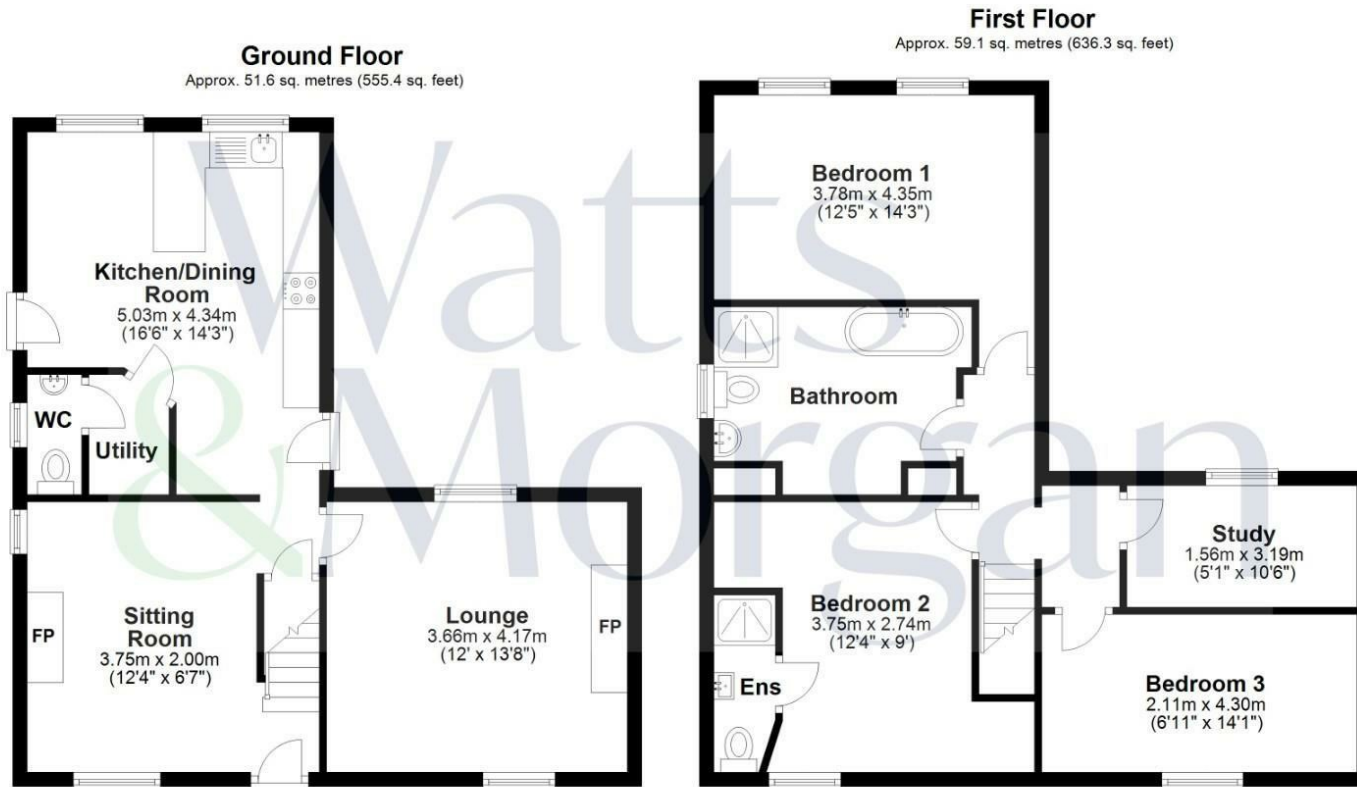 Ground Floor
Approx. 51.6 sq. metres (555.4 sq. feet)
Kitchen/Dining
Room
5.03m x 4.34m
(16'6" x 14'3")
WC
Utility
FP
Sitting
Room
3.75m x 2.00m
(12'4" x 6'7")
Lounge
3.66m x 4.17m
(12' x 13'8")
FP
First Floor
Approx. 59.1 sq. metres (636.3 sq. feet)
Bedroom 1
3.78m x 4.35m
(12'5" x 14'3")
Bathroom
Study
1.56m x 3.19m
(5'1" x 10'6")
Bedroom 2
3.75m x 2.74m
(12'4" x 9')
Ens
Bedroom 3
2.11m x 4.30m
(6'11" x 14'1")
Watts
&Morgan